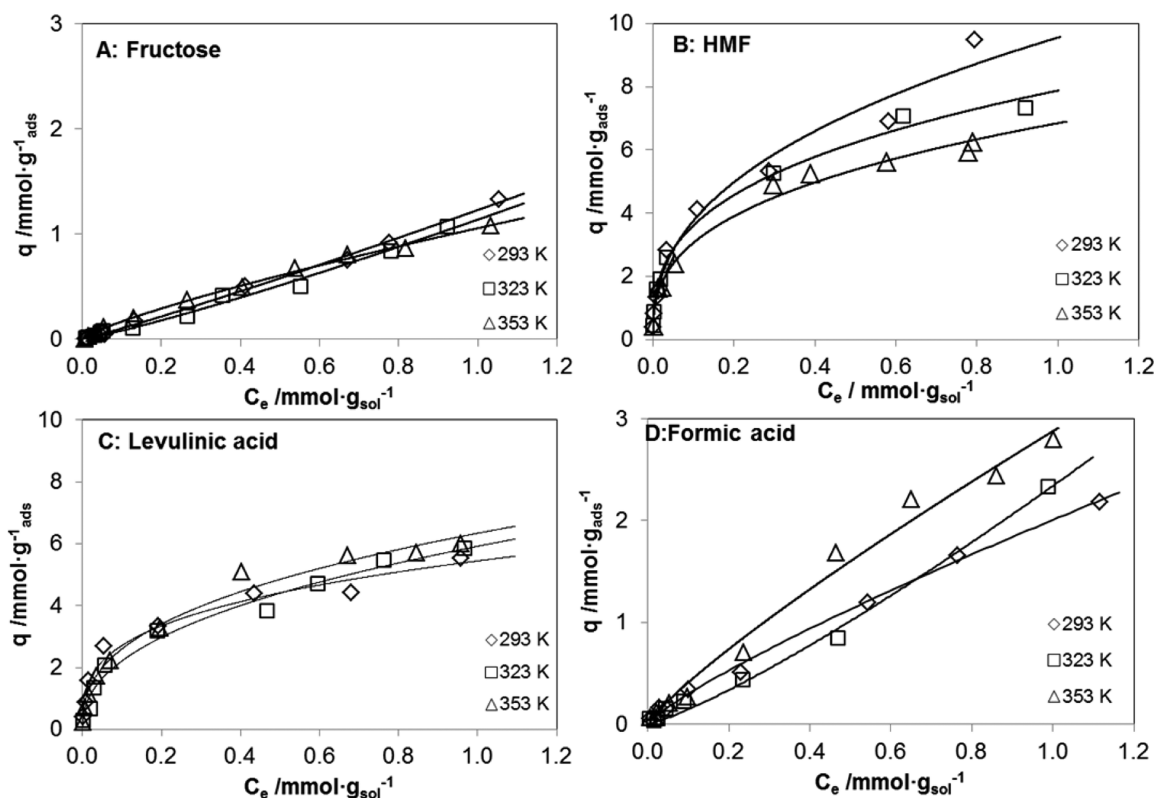 A: Fructose
q /mmol·g⁻¹ads
3
2
1
0
0.0 0.2 0.4 0.6 0.8 1.0 1.2
Cₑ /mmol·gsol⁻¹
293 K
323 K
353 K
B: HMF
q /mmol·gads⁻¹
10
8
6
4
2
0
0.0 0.2 0.4 0.6 0.8 1.0 1.2
Cₑ / mmol·gsol⁻¹
293 K
323 K
353 K
C: Levulinic acid
q /mmol·g⁻¹ads
10
8
6
4
2
0
0.0 0.2 0.4 0.6 0.8 1.0 1.2
Cₑ /mmol·gsol⁻¹
293 K
323 K
353 K
D:Formic acid
q /mmol·gads⁻¹
3
2
1
0
0.0 0.2 0.4 0.6 0.8 1.0 1.2
Cₑ /mmol·gsol⁻¹
293 K
323 K
353 K